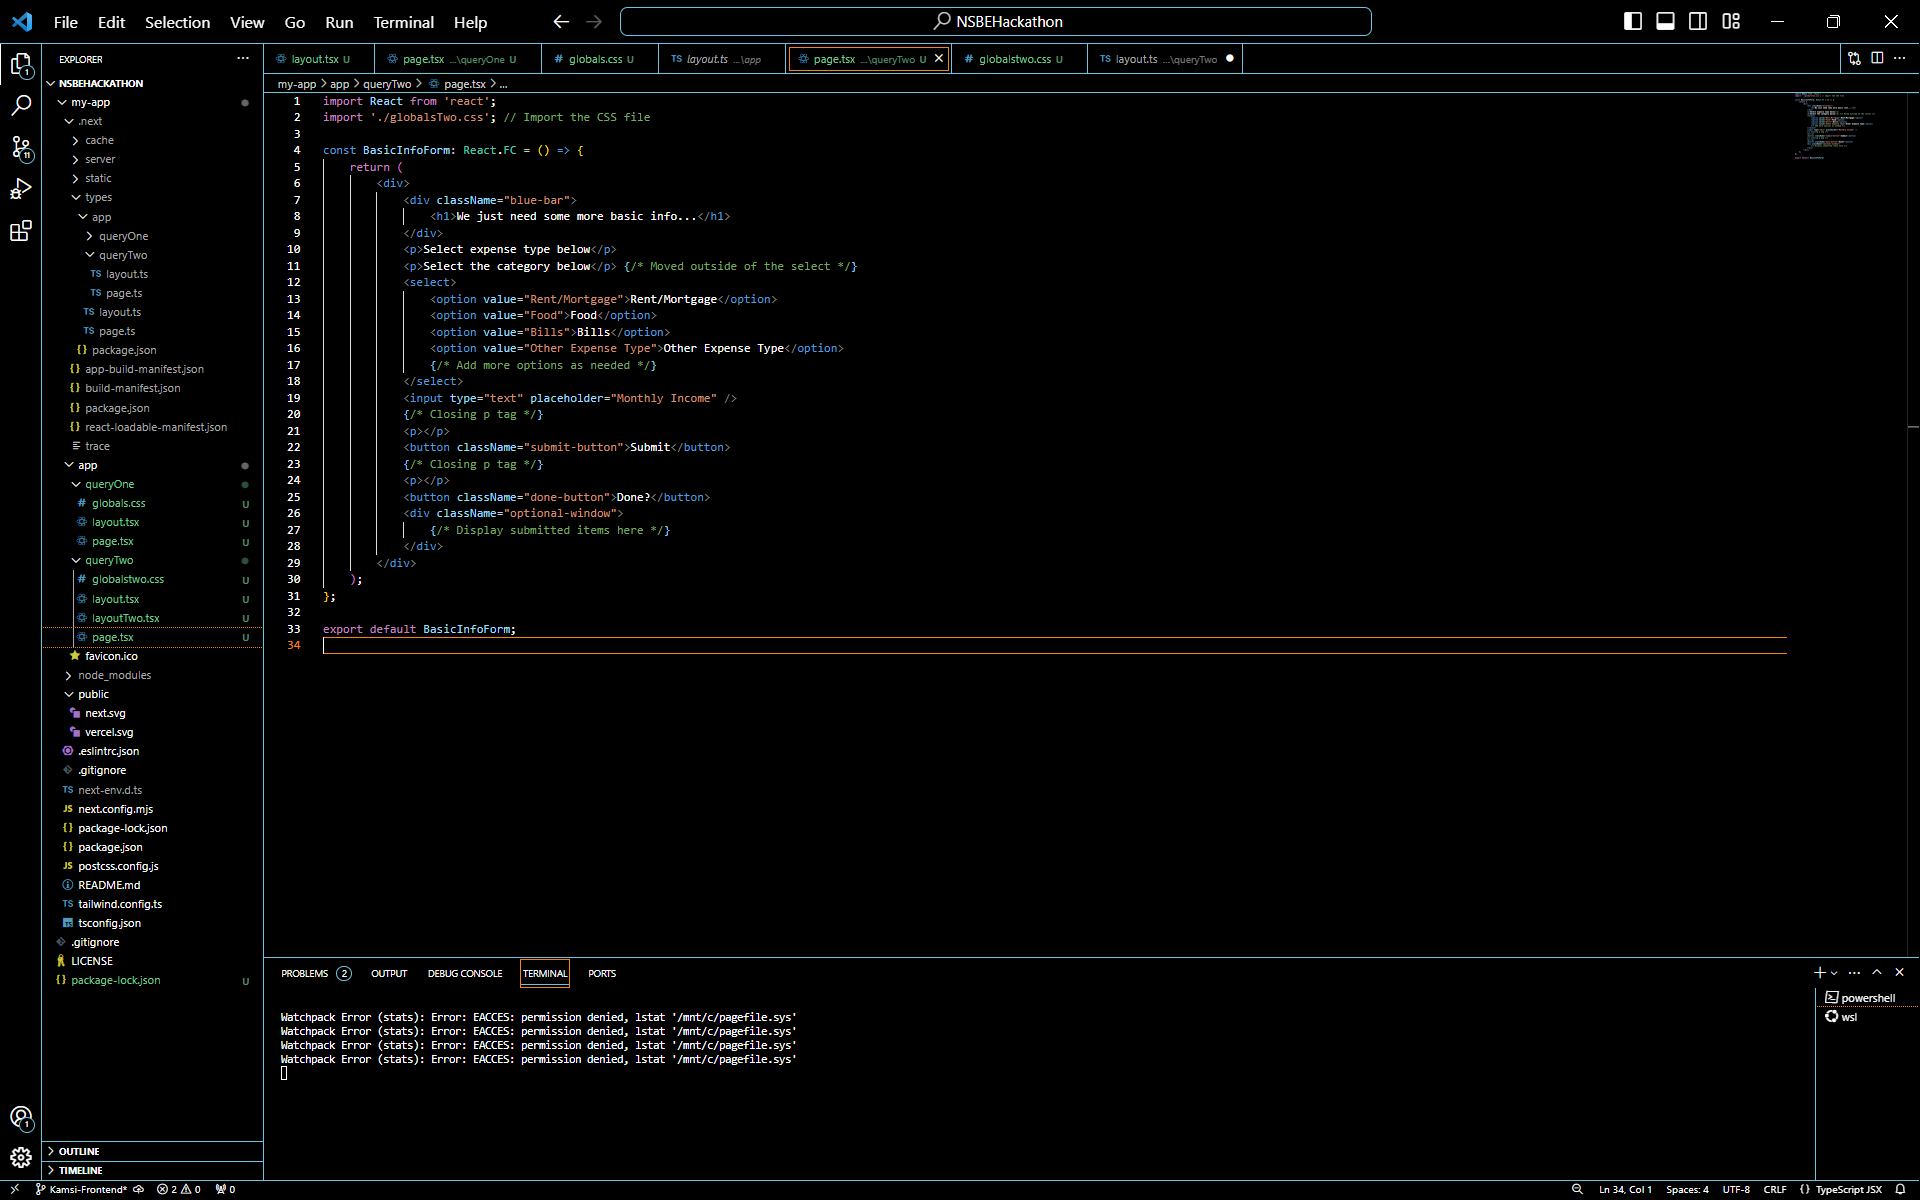 File Edit Selection View Go Run Terminal Help
NSBEHackathon
EXPLORER
NSBEHACKATHON
my-app
.next
cache
server
static
types
app
queryOne
queryTwo
TS layout.ts
TS page.ts
TS layout.ts
TS page.ts
{} package.json
{} app-build-manifest.json
{} build-manifest.json
{} package.json
{} react-loadable-manifest.json
trace
app
queryOne
# globals.css U
layout.tsx U
page.tsx U
queryTwo
# globalstwo.css U
layout.tsx U
layoutTwo.tsx U
page.tsx U
favicon.ico
node_modules
public
next.svg
vercel.svg
.eslintrc.json
.gitignore
TS next-env.d.ts
JS next.config.mjs
{} package-lock.json
{} package.json
JS postcss.config.js
README.md
TS tailwind.config.ts
tsconfig.json
.gitignore
LICENSE
{} package-lock.json U
OUTLINE
TIMELINE
layout.tsx U
page.tsx ...\queryOne U
# globals.css U
TS layout.ts ...\app
page.tsx ...\queryTwo U
# globalstwo.css U
TS layout.ts ...\queryTwo
my-app > app > queryTwo > page.tsx > ...
1 import React from 'react';
2 import './globalsTwo.css'; // Import the CSS file
3
4 const BasicInfoForm: React.FC = () => {
5 return (
6 <div>
7 <div className="blue-bar">
8 <h1>We just need some more basic info...</h1>
9 </div>
10 <p>Select expense type below</p>
11 <p>Select the category below</p> {/* Moved outside of the select */}
12 <select>
13 <option value="Rent/Mortgage">Rent/Mortgage</option>
14 <option value="Food">Food</option>
15 <option value="Bills">Bills</option>
16 <option value="Other Expense Type">Other Expense Type</option>
17 {/* Add more options as needed */}
18 </select>
19 <input type="text" placeholder="Monthly Income" />
20 {/* Closing p tag */}
21 <p></p>
22 <button className="submit-button">Submit</button>
23 {/* Closing p tag */}
24 <p></p>
25 <button className="done-button">Done?</button>
26 <div className="optional-window">
27 {/* Display submitted items here */}
28 </div>
29 </div>
30 );
31 };
32
33 export default BasicInfoForm;
34
PROBLEMS 2 OUTPUT DEBUG CONSOLE TERMINAL PORTS
Watchpack Error (stats): Error: EACCES: permission denied, lstat '/mnt/c/pagefile.sys'
Watchpack Error (stats): Error: EACCES: permission denied, lstat '/mnt/c/pagefile.sys'
Watchpack Error (stats): Error: EACCES: permission denied, lstat '/mnt/c/pagefile.sys'
Watchpack Error (stats): Error: EACCES: permission denied, lstat '/mnt/c/pagefile.sys'
powershell
wsl
1
11
1
Kamsi-Frontend* 2 0 0
Ln 34, Col 1 Spaces: 4 UTF-8 CRLF {} TypeScript JSX